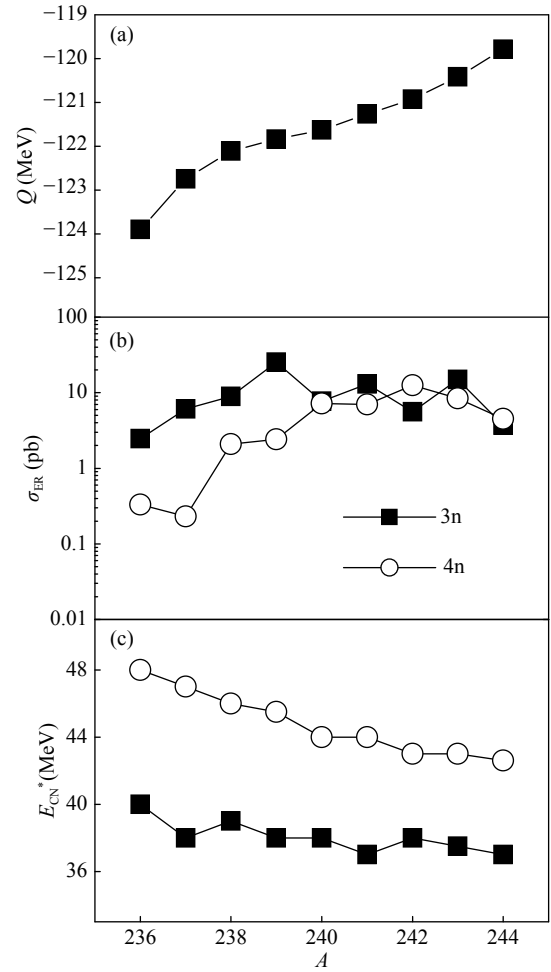 (a)
−119
−120
−121
−122
−123
−124
−125
Q (MeV)
(b)
100
10
1
0.1
0.01
σER (pb)
3n
4n
(c)
48
44
40
36
ECN* (MeV)
236 238 240 242 244
A